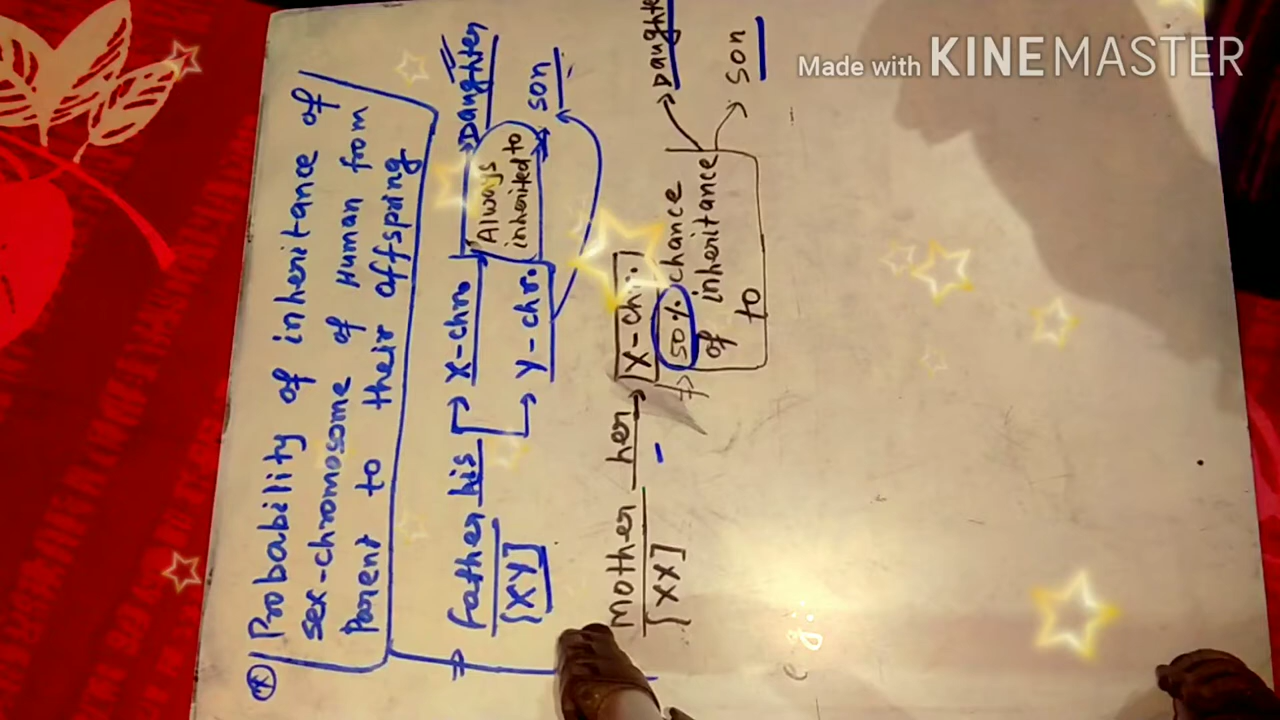 Made with KINEMASTER
Probability of inheritance of
sex-chromosome of Human from
Parent to their offspring
⇒ Father his → X-chro → Daughter
[XY] → Y-chr. → son
Always
inherited to
Mother her → X-chr.
[XX]
⇒ 50% chance
of inheritance
to
→ Daughte
→ son
e.g.